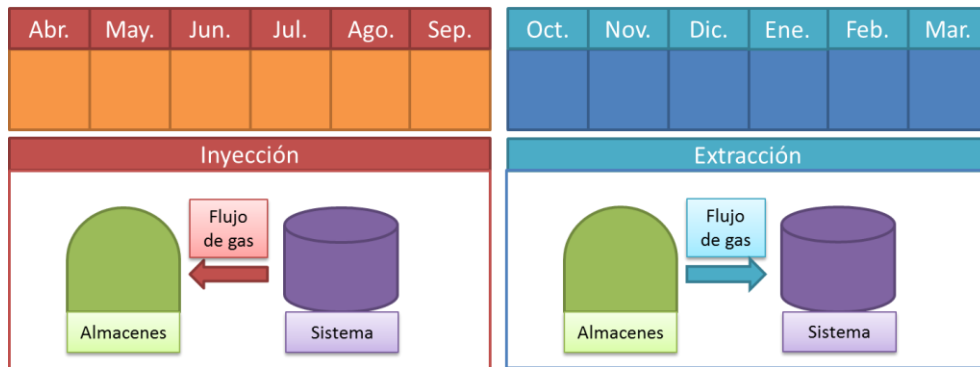 Abr. May. Jun. Jul. Ago. Sep.
Oct. Nov. Dic. Ene. Feb. Mar.
Inyección
Flujo
de gas
Almacenes
Sistema
Extracción
Flujo
de gas
Almacenes
Sistema